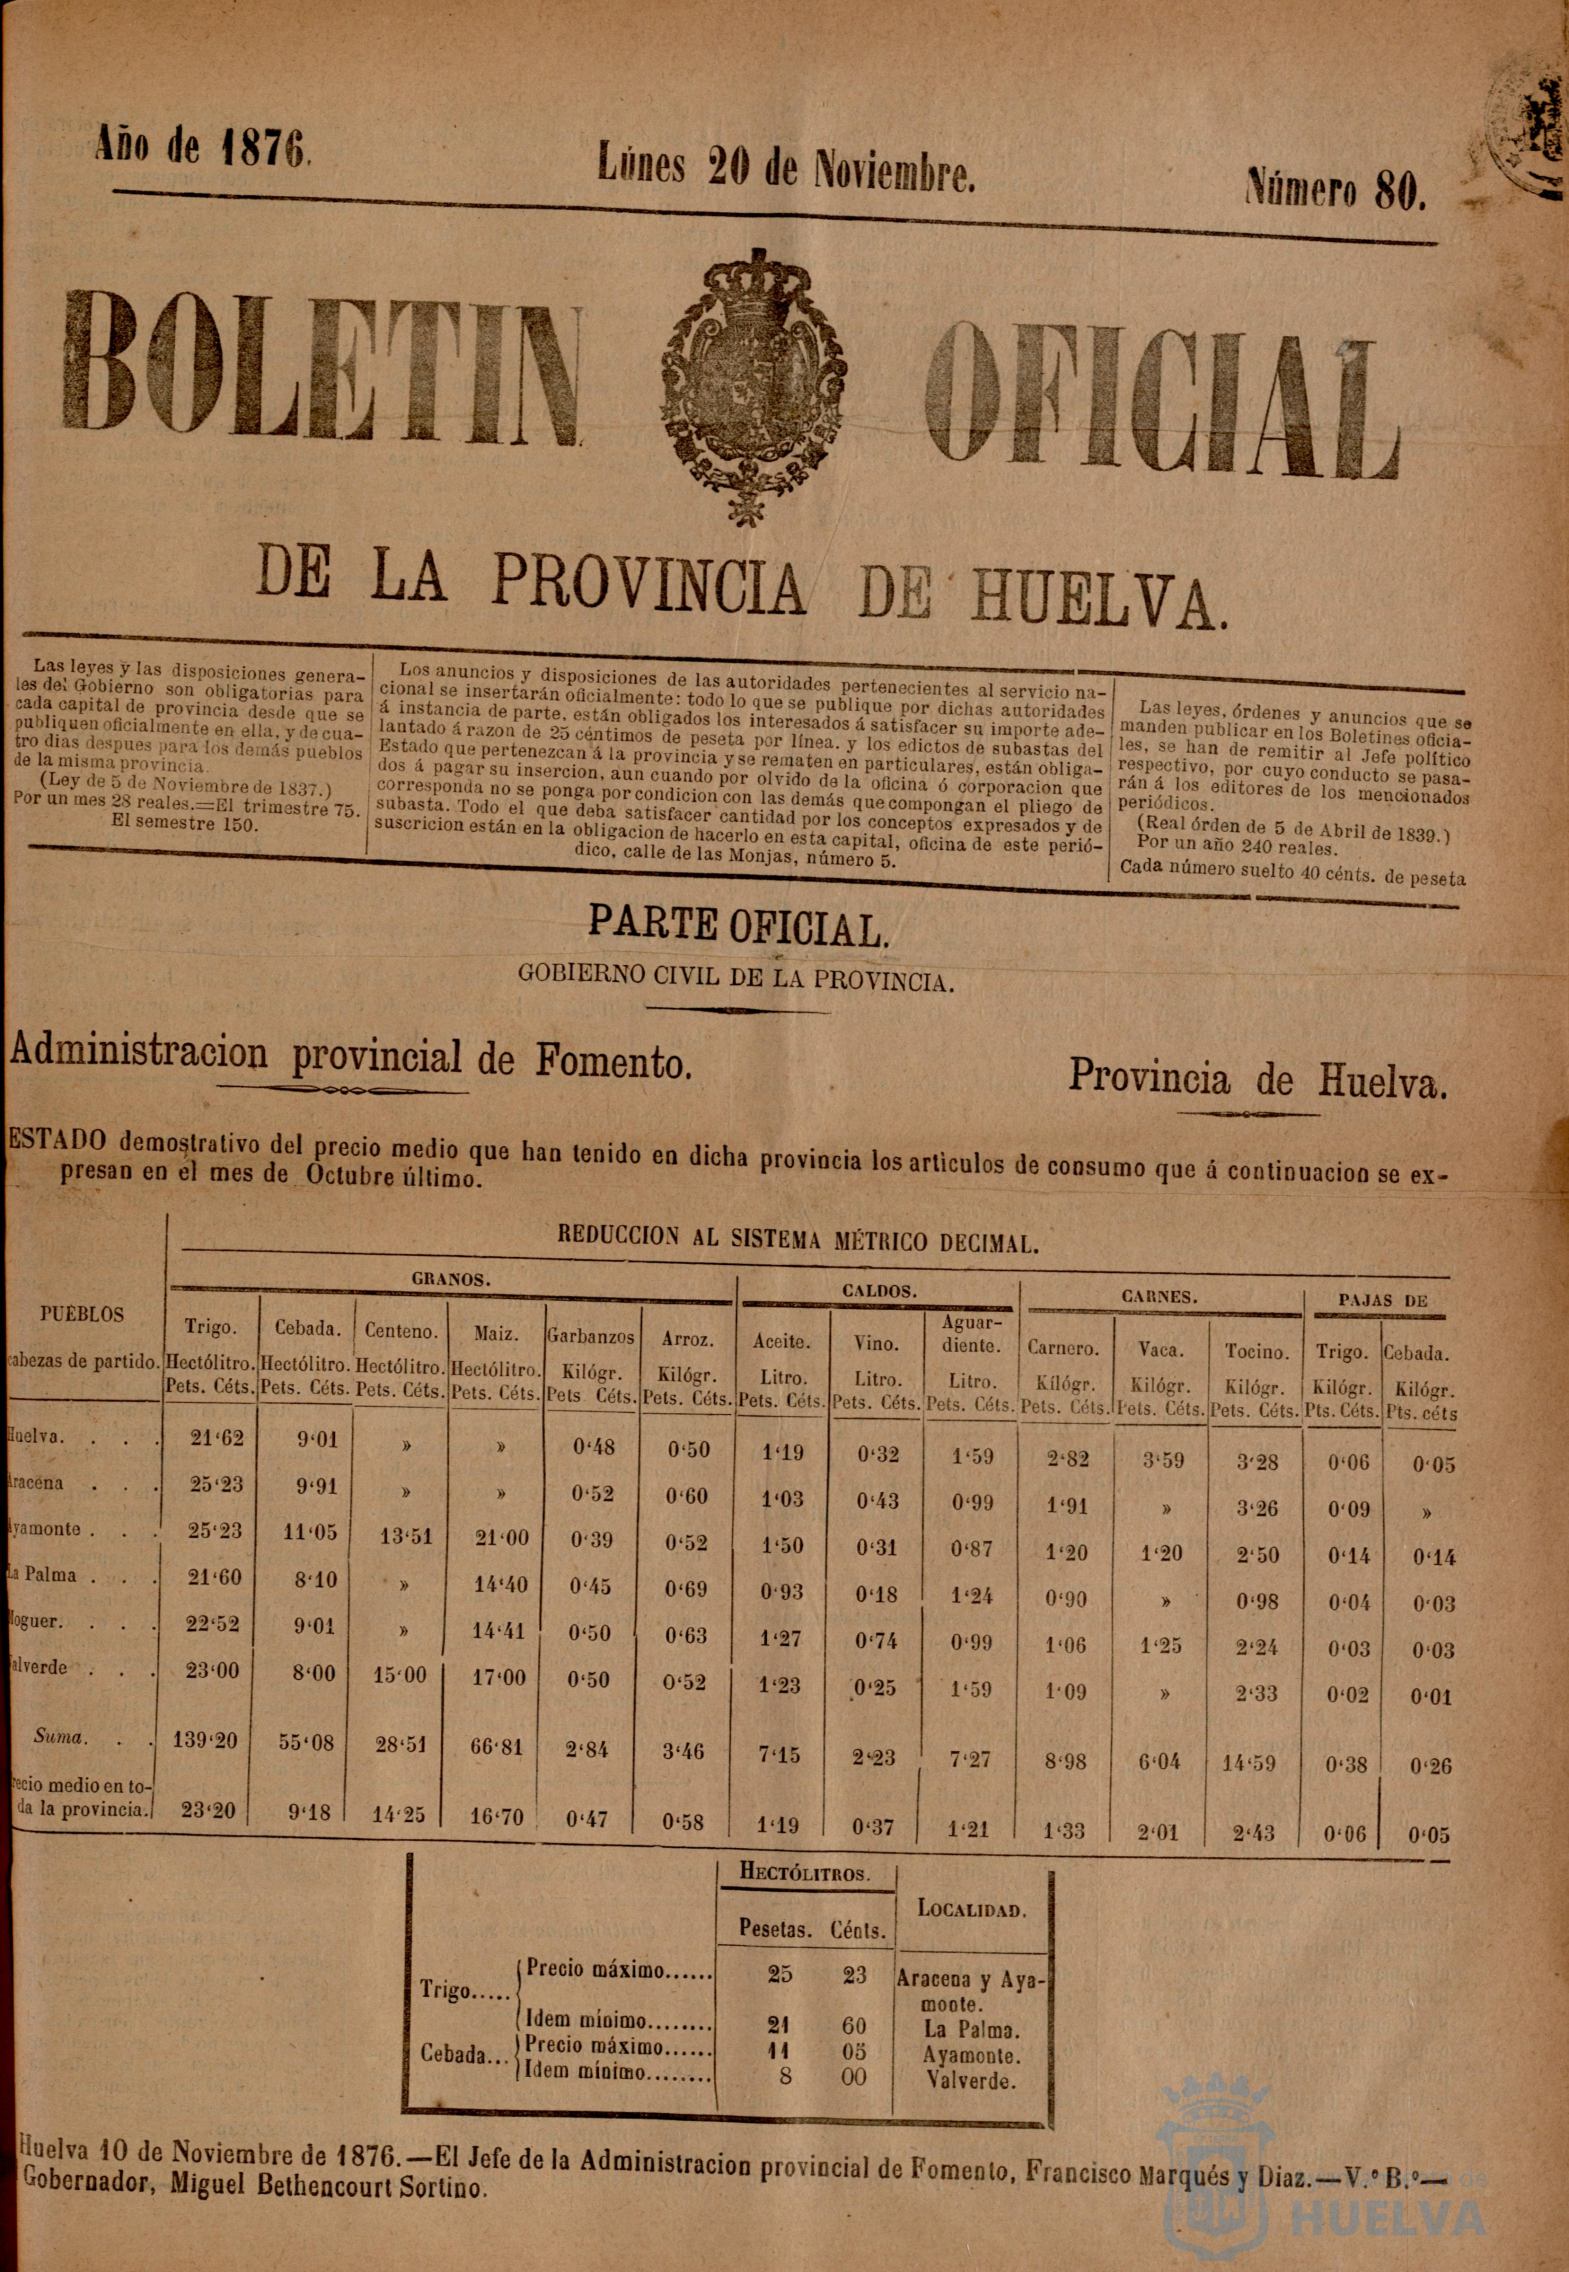 Año de 1876.
Lúnes 20 de Noviembre.
Número 80.
BOLETIN OFICIAL
DE LA PROVINCIA DE HUELVA.
Las leyes y las disposiciones genera-
les del Gobierno son obligatorias para
cada capital de provincia desde que se
publiquen oficialmente en ella, y de cua-
tro dias despues para los demás pueblos
de la misma provincia.
(Ley de 5 de Noviembre de 1837.)
Por un mes 28 reales.=El trimestre 75.
El semestre 150.
Los anuncios y disposiciones de las autoridades pertenecientes al servicio na-
cional se insertarán oficialmente: todo lo que se publique por dichas autoridades
á instancia de parte, están obligados los interesados á satisfacer su importe ade-
lantado á razon de 25 céntimos de peseta por línea. y los edictos de subastas del
Estado que pertenezcan á la provincia y se rematen en particulares, están obliga-
dos á pagar su insercion, aun cuando por olvido de la oficina ó corporacion que
corresponda no se ponga por condicion con las demás que compongan el pliego de
subasta. Todo el que deba satisfacer cantidad por los conceptos expresados y de
suscricion están en la obligacion de hacerlo en esta capital, oficina de este perió-
dico, calle de las Monjas, número 5.
Las leyes, órdenes y anuncios que se
manden publicar en los Boletines oficia-
les, se han de remitir al Jefe político
respectivo, por cuyo conducto se pasa-
rán á los editores de los mencionados
periódicos.
(Real órden de 5 de Abril de 1839.)
Por un año 240 reales.
Cada número suelto 40 cénts. de peseta
PARTE OFICIAL.
GOBIERNO CIVIL DE LA PROVINCIA.
Administracion provincial de Fomento.
Provincia de Huelva.
ESTADO demostrativo del precio medio que han tenido en dicha provincia los articulos de consumo que á continuacion se ex-
presan en el mes de Octubre último.
REDUCCION AL SISTEMA MÉTRICO DECIMAL.
GRANOS. CALDOS. CARNES. PAJAS DE
PUEBLOS
cabezas de partido.
Trigo. Cebada. Centeno. Maiz. Garbanzos Arroz. Aceite. Vino. Aguar-
diente. Carnero. Vaca. Tocino. Trigo. Cebada.
Hectólitro. Hectólitro. Hectólitro. Hectólitro. Kilógr. Kilógr. Litro. Litro. Litro. Kilógr. Kilógr. Kilógr. Kilógr. Kilógr.
Pets. Céts. Pets. Céts. Pets. Céts. Pets. Céts. Pets Céts. Pets. Céts. Pets. Céts. Pets. Céts. Pets. Céts. Pets. Céts. Pets. Céts. Pets. Céts. Pts. Céts. Pts. céts
Huelva. . . . 21‘62 9‘01 » » 0‘48 0‘50 1‘19 0‘32 1‘59 2‘82 3‘59 3‘28 0‘06 0‘05
Aracena . . . 25‘23 9‘91 » » 0‘52 0‘60 1‘03 0‘43 0‘99 1‘91 » 3‘26 0‘09 »
Ayamonte . . . 25‘23 11‘05 13‘51 21‘00 0‘39 0‘52 1‘50 0‘31 0‘87 1‘20 1‘20 2‘50 0‘14 0‘14
La Palma . . . 21‘60 8‘10 » 14‘40 0‘45 0‘69 0‘93 0‘18 1‘24 0‘90 » 0‘98 0‘04 0‘03
Moguer. . . . 22‘52 9‘01 » 14‘41 0‘50 0‘63 1‘27 0‘74 0‘99 1‘06 1‘25 2‘24 0‘03 0‘03
Valverde . . . 23‘00 8‘00 15‘00 17‘00 0‘50 0‘52 1‘23 0‘25 1‘59 1‘09 » 2‘33 0‘02 0‘01
Suma. . . 139‘20 55‘08 28‘51 66‘81 2‘84 3‘46 7‘15 2‘23 7‘27 8‘98 6‘04 14‘59 0‘38 0‘26
Precio medio en to-
da la provincia. 23‘20 9‘18 14‘25 16‘70 0‘47 0‘58 1‘19 0‘37 1‘21 1‘33 2‘01 2‘43 0‘06 0‘05
HECTÓLITROS.
LOCALIDAD.
Pesetas. Cénts.
Trigo..... Precio máximo...... 25 23 Aracena y Aya-
monte.
Idem mínimo........ 21 60 La Palma.
Cebada... Precio máximo...... 11 05 Ayamonte.
Idem mínimo........ 8 00 Valverde.
Huelva 10 de Noviembre de 1876.—El Jefe de la Administracion provincial de Fomento, Francisco Marqués y Diaz.—V.º B.º—
Gobernador, Miguel Bethencourt Sortino.
de
HUELVA